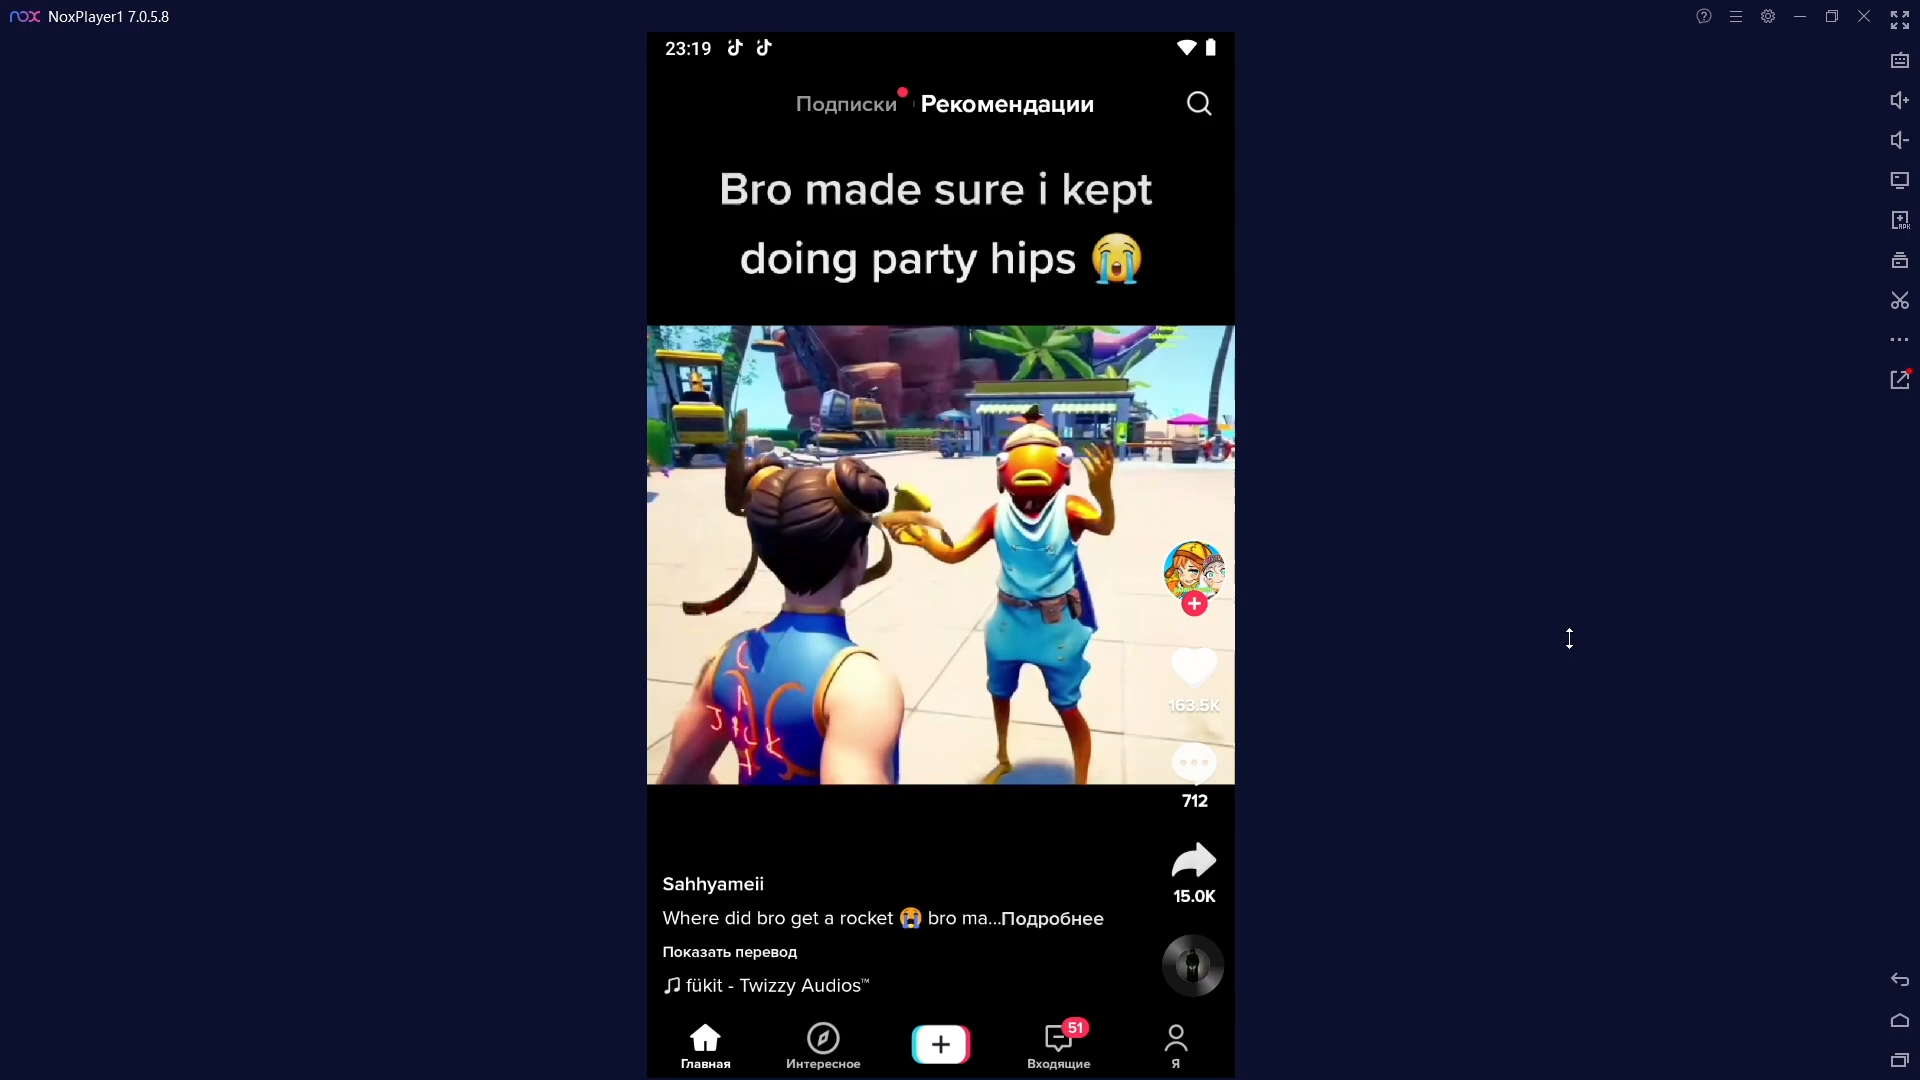 nox NoxPlayer1 7.0.5.8
23:19
Подписки Рекомендации
Bro made sure i kept
doing party hips 😭
163.5K
712
15.0K
Sahhyameii
Where did bro get a rocket 😭 bro ma...Подробнее
Показать перевод
fükit - Twizzy Audios™
51
Главная Интересное Входящие Я